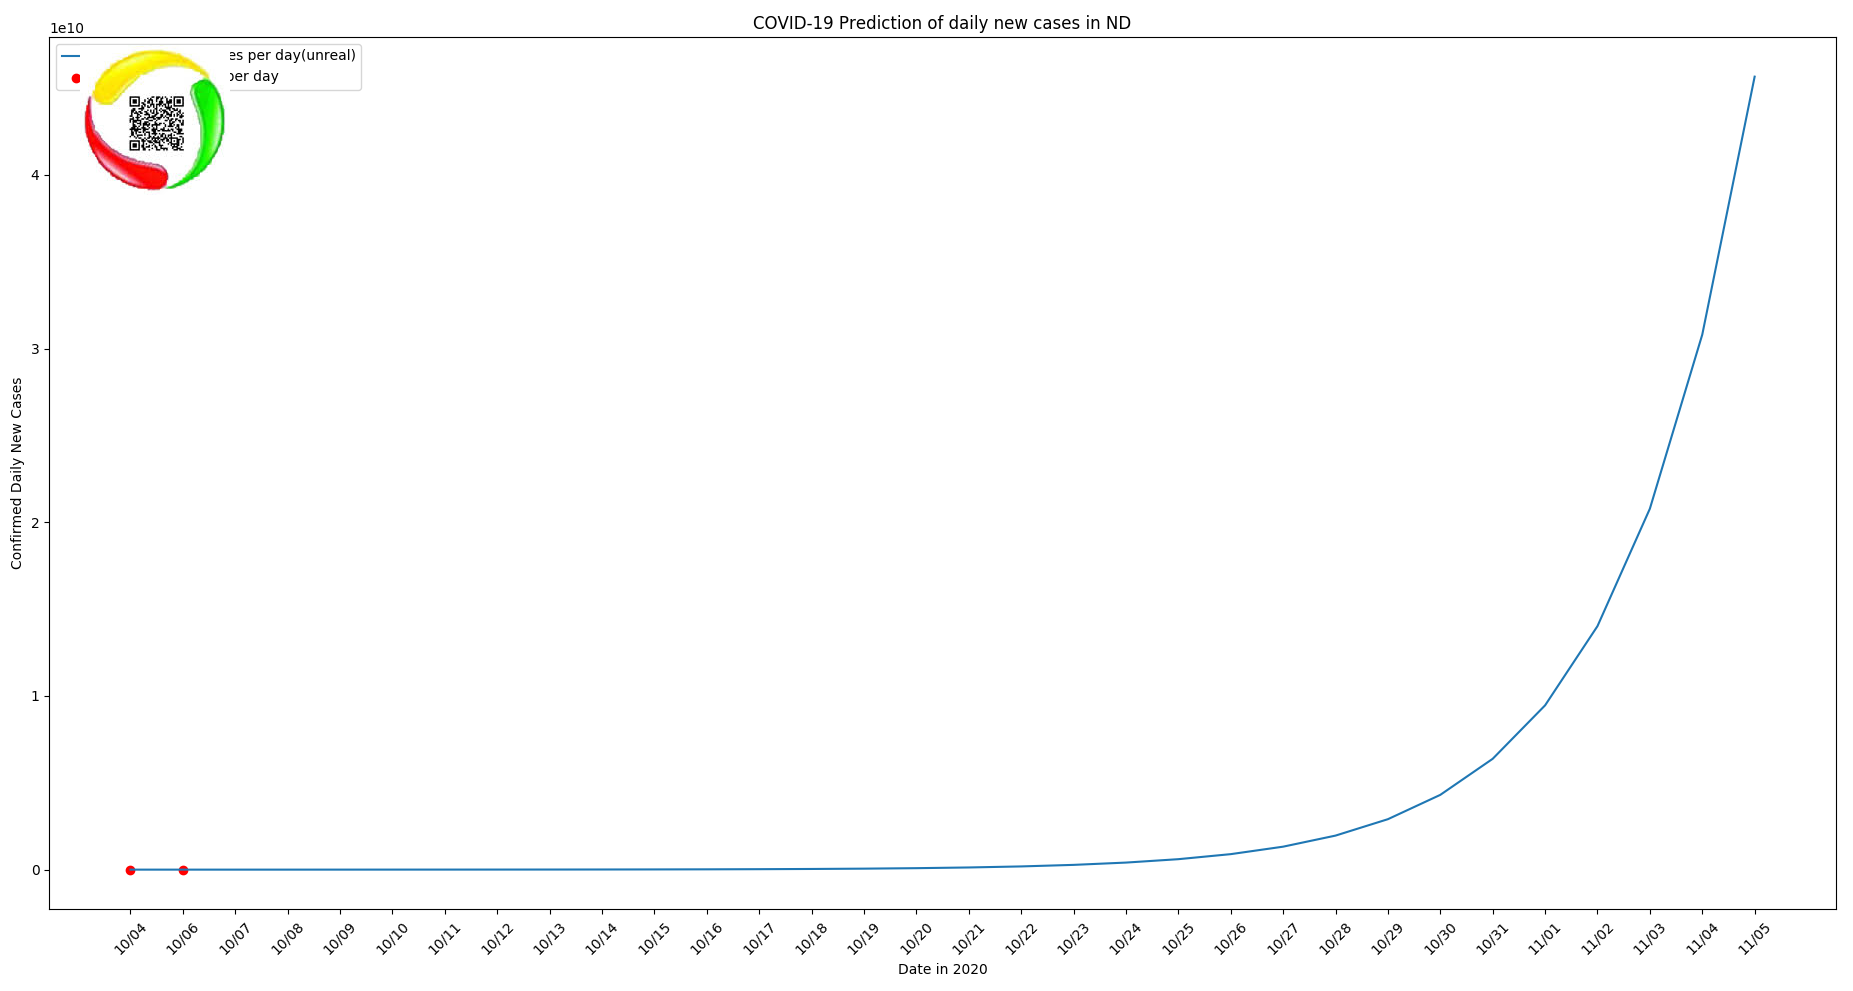 COVID-19 Prediction of daily new cases in ND
1e10
es per day(unreal)
per day
4
3
2
1
0
Confirmed Daily New Cases
10/04 10/06 10/07 10/08 10/09 10/10 10/11 10/12 10/13 10/14 10/15 10/16 10/17 10/18 10/19 10/20 10/21 10/22 10/23 10/24 10/25 10/26 10/27 10/28 10/29 10/30 10/31 11/01 11/02 11/03 11/04 11/05
Date in 2020